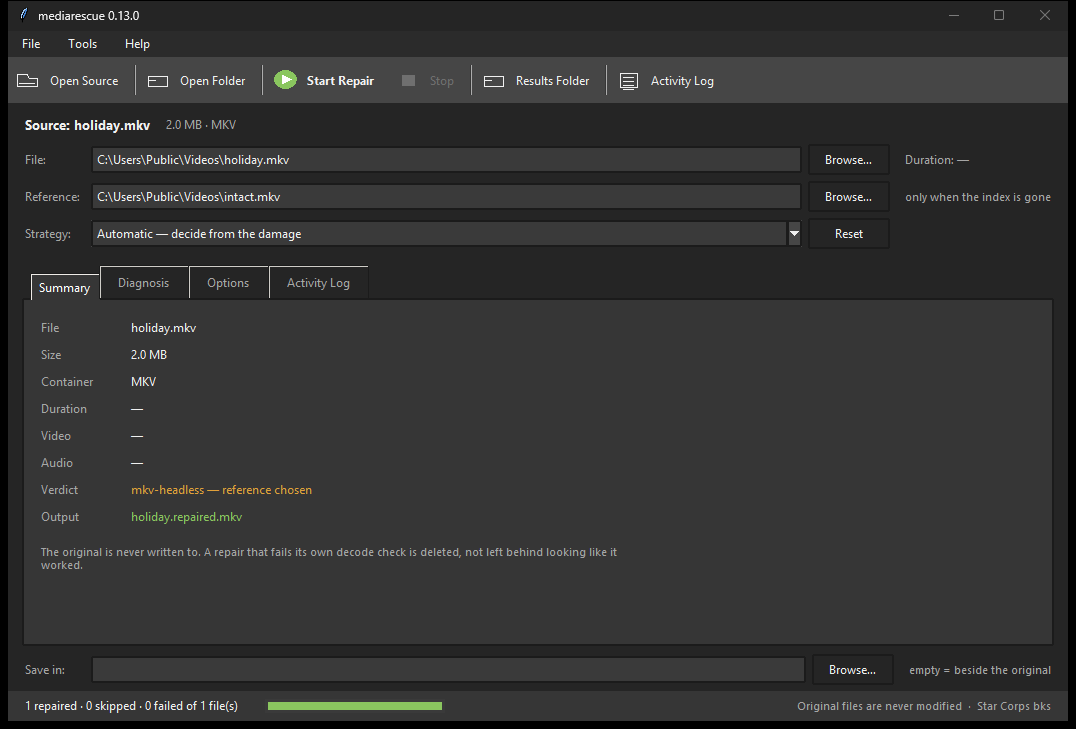 mediarescue 0.13.0
File Tools Help
Open Source Open Folder Start Repair Stop Results Folder Activity Log
Source: holiday.mkv 2.0 MB · MKV
File: C:\Users\Public\Videos\holiday.mkv Browse... Duration: —
Reference: C:\Users\Public\Videos\intact.mkv Browse... only when the index is gone
Strategy: Automatic — decide from the damage Reset
Summary Diagnosis Options Activity Log
File holiday.mkv
Size 2.0 MB
Container MKV
Duration —
Video —
Audio —
Verdict mkv-headless — reference chosen
Output holiday.repaired.mkv
The original is never written to. A repair that fails its own decode check is deleted, not left behind looking like it
worked.
Save in: Browse... empty = beside the original
1 repaired · 0 skipped · 0 failed of 1 file(s) Original files are never modified · Star Corps bks